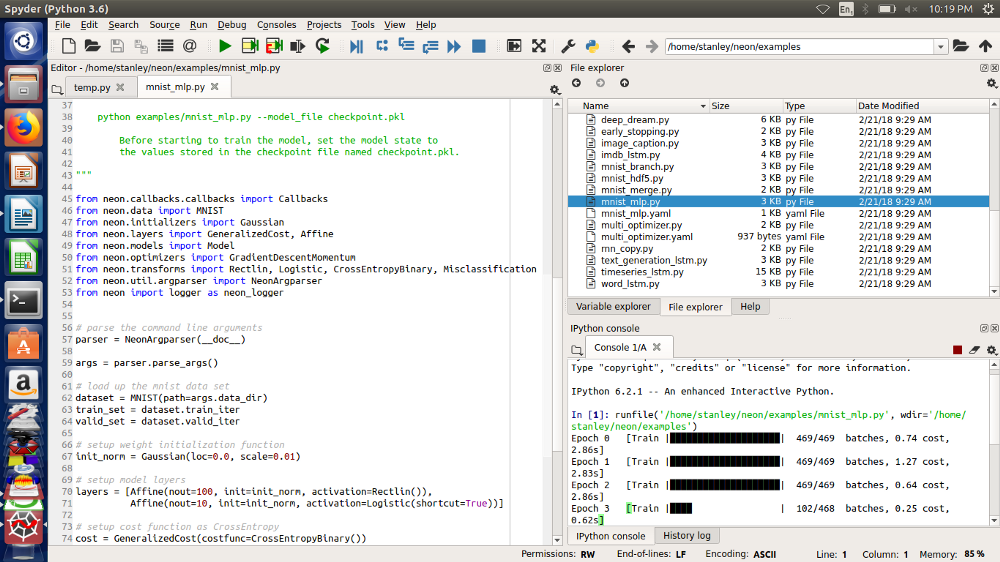 Spyder (Python 3.6)
En
10:19 PM
File Edit Search Source Run Debug Consoles Projects Tools View Help
/home/stanley/neon/examples
Editor - /home/stanley/neon/examples/mnist_mlp.py
temp.py
mnist_mlp.py
37
38 python examples/mnist_mlp.py --model_file checkpoint.pkl
39
40 Before starting to train the model, set the model state to
41 the values stored in the checkpoint file named checkpoint.pkl.
42
43 """
44
45 from neon.callbacks.callbacks import Callbacks
46 from neon.data import MNIST
47 from neon.initializers import Gaussian
48 from neon.layers import GeneralizedCost, Affine
49 from neon.models import Model
50 from neon.optimizers import GradientDescentMomentum
51 from neon.transforms import Rectlin, Logistic, CrossEntropyBinary, Misclassification
52 from neon.util.argparser import NeonArgparser
53 from neon import logger as neon_logger
54
55
56 # parse the command line arguments
57 parser = NeonArgparser(__doc__)
58
59 args = parser.parse_args()
60
61 # load up the mnist data set
62 dataset = MNIST(path=args.data_dir)
63 train_set = dataset.train_iter
64 valid_set = dataset.valid_iter
65
66 # setup weight initialization function
67 init_norm = Gaussian(loc=0.0, scale=0.01)
68
69 # setup model layers
70 layers = [Affine(nout=100, init=init_norm, activation=Rectlin()),
71 Affine(nout=10, init=init_norm, activation=Logistic(shortcut=True))]
72
73 # setup cost function as CrossEntropy
74 cost = GeneralizedCost(costfunc=CrossEntropyBinary())
File explorer
Name Size Type Date Modified
deep_dream.py 6 KB py File 2/21/18 9:29 AM
early_stopping.py 2 KB py File 2/21/18 9:29 AM
image_caption.py 3 KB py File 2/21/18 9:29 AM
imdb_lstm.py 4 KB py File 2/21/18 9:29 AM
mnist_branch.py 3 KB py File 2/21/18 9:29 AM
mnist_hdf5.py 3 KB py File 2/21/18 9:29 AM
mnist_merge.py 2 KB py File 2/21/18 9:29 AM
mnist_mlp.py 3 KB py File 2/21/18 9:29 AM
mnist_mlp.yaml 1 KB yaml File 2/21/18 9:29 AM
multi_optimizer.py 2 KB py File 2/21/18 9:29 AM
multi_optimizer.yaml 937 bytes yaml File 2/21/18 9:29 AM
rnn_copy.py 2 KB py File 2/21/18 9:29 AM
text_generation_lstm.py 3 KB py File 2/21/18 9:29 AM
timeseries_lstm.py 15 KB py File 2/21/18 9:29 AM
word_lstm.py 3 KB py File 2/21/18 9:29 AM
Variable explorer File explorer Help
IPython console
Console 1/A
Type "copyright", "credits" or "license" for more information.
IPython 6.2.1 -- An enhanced Interactive Python.
In [1]: runfile('/home/stanley/neon/examples/mnist_mlp.py', wdir='/home/
stanley/neon/examples')
Epoch 0 [Train |████████████████████| 469/469 batches, 0.74 cost,
2.86s]
Epoch 1 [Train |████████████████████| 469/469 batches, 1.27 cost,
2.83s]
Epoch 2 [Train |████████████████████| 469/469 batches, 0.64 cost,
2.86s]
Epoch 3 [Train |████ | 102/468 batches, 0.25 cost,
0.62s]
IPython console History log
Permissions: RW End-of-lines: LF Encoding: ASCII Line: 1 Column: 1 Memory: 85 %